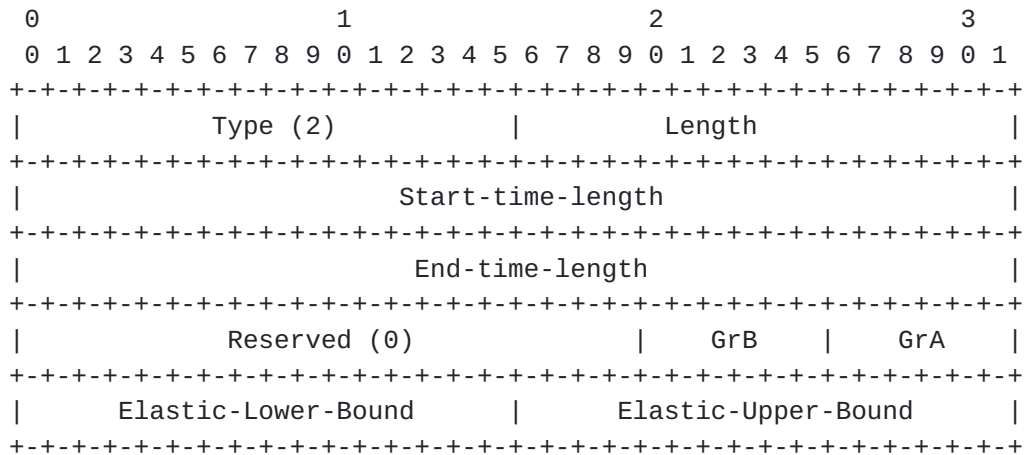 0                   1                   2                   3
 0 1 2 3 4 5 6 7 8 9 0 1 2 3 4 5 6 7 8 9 0 1 2 3 4 5 6 7 8 9 0 1
+-+-+-+-+-+-+-+-+-+-+-+-+-+-+-+-+-+-+-+-+-+-+-+-+-+-+-+-+-+-+-+-+
|            Type (2)           |         Length                |
+-+-+-+-+-+-+-+-+-+-+-+-+-+-+-+-+-+-+-+-+-+-+-+-+-+-+-+-+-+-+-+-+
|                        Start-time-length                      |
+-+-+-+-+-+-+-+-+-+-+-+-+-+-+-+-+-+-+-+-+-+-+-+-+-+-+-+-+-+-+-+-+
|                         End-time-length                       |
+-+-+-+-+-+-+-+-+-+-+-+-+-+-+-+-+-+-+-+-+-+-+-+-+-+-+-+-+-+-+-+-+
|             Reserved (0)              |    GrB    |    GrA    |
+-+-+-+-+-+-+-+-+-+-+-+-+-+-+-+-+-+-+-+-+-+-+-+-+-+-+-+-+-+-+-+-+
|      Elastic-Lower-Bound      |      Elastic-Upper-Bound      |
+-+-+-+-+-+-+-+-+-+-+-+-+-+-+-+-+-+-+-+-+-+-+-+-+-+-+-+-+-+-+-+-+